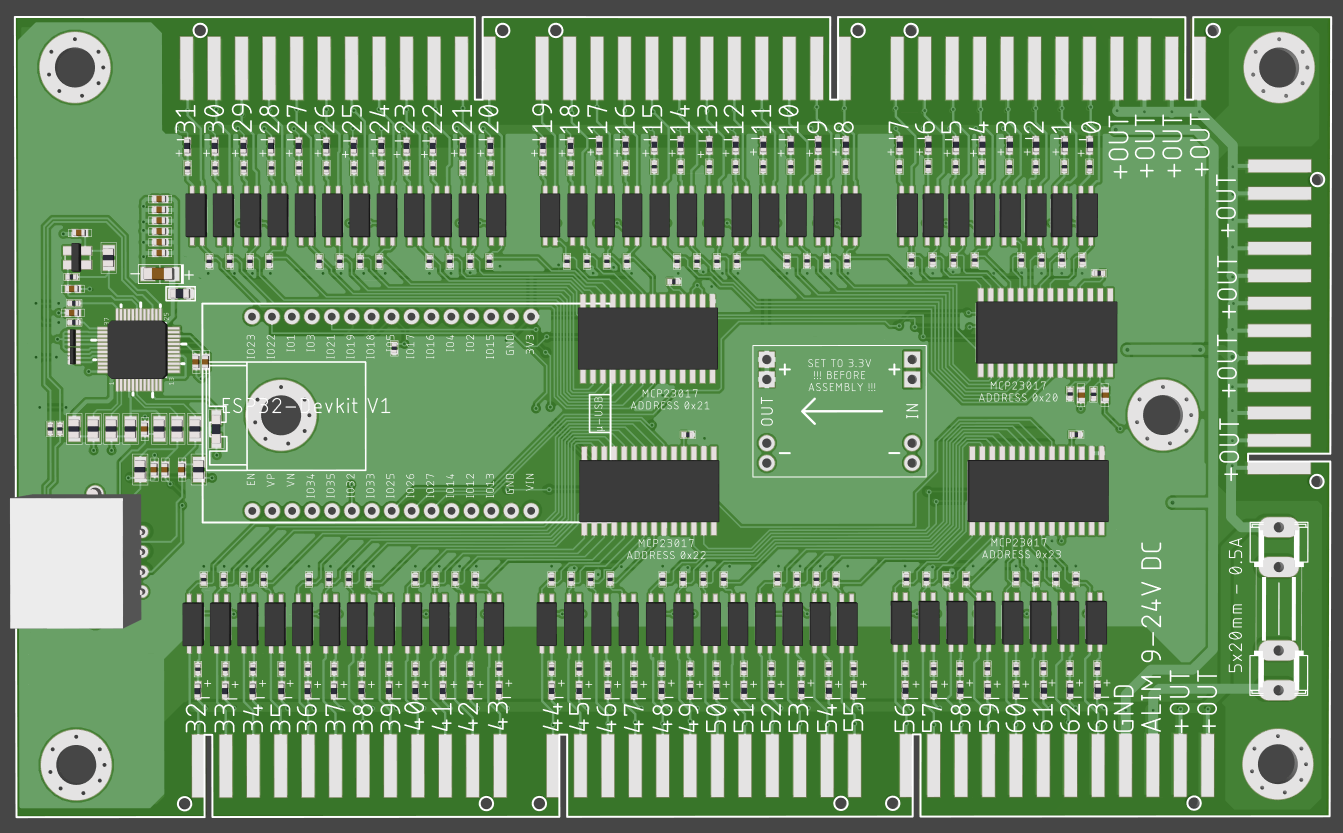 31 30 29 28 27 26 25 24 23 22 21 20 19 18 17 16 15 14 13 12 11 10 9 8 7 6 5 4 3 2 1 0 +OUT +OUT +OUT +OUT
+OUT
+OUT
+OUT
+OUT
IO23 IO22 IO1 IO3 IO21 IO19 IO18 IO5 IO17 IO16 IO4 IO2 IO15 GND 3V3
ESP32-Devkit V1
EN VP VN IO34 IO35 IO32 IO33 IO25 IO26 IO27 IO14 IO12 IO13 GND VIN
MCP23017
ADDRESS 0x21
SET TO 3.3V
!!! BEFORE
ASSEMBLY !!!
+ +
OUT IN
- -
MCP23017
ADDRESS 0x20
MCP23017
ADDRESS 0x22
MCP23017
ADDRESS 0x23
5x20mm - 0.5A
32 33 34 35 36 37 38 39 40 41 42 43 44 45 46 47 48 49 50 51 52 53 54 55 56 57 58 59 60 61 62 63 GND ALIM 9-24V DC +OUT +OUT